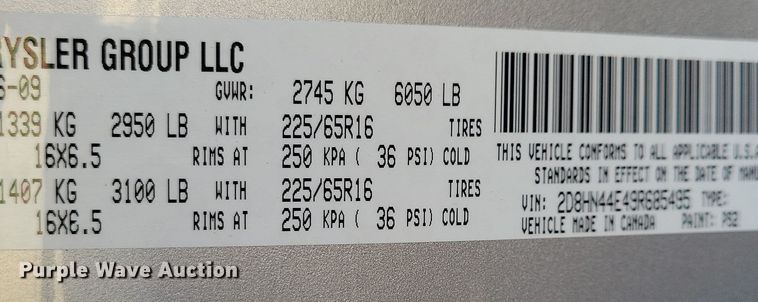 RYSLER GROUP LLC
6-09 GVWR: 2745 KG 6050 LB
1339 KG 2950 LB WITH 225/65R16 TIRES
16X6.5 RIMS AT 250 KPA ( 36 PSI) COLD
1407 KG 3100 LB WITH 225/65R16 TIRES
16X6.5 RIMS AT 250 KPA ( 36 PSI) COLD
THIS VEHICLE CONFORMS TO ALL APPLICABLE U.S.A
STANDARDS IN EFFECT ON THE DATE OF MANU
VIN: 2D8HN44E49R685495 TYPE:
VEHICLE MADE IN CANADA PAINT: PS2
Purple Wave Auction